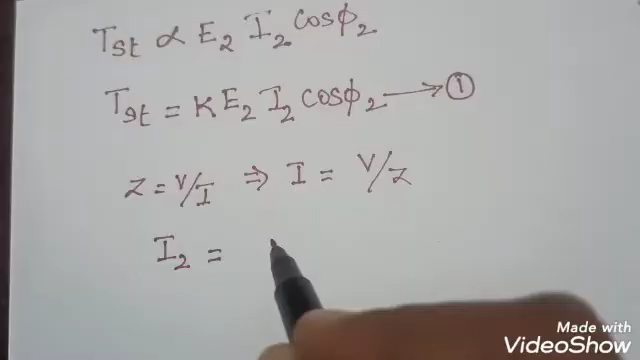 Tst ∝ E₂ I₂ cosϕ₂
Tst = K E₂ I₂ cosϕ₂ → ①
Z = V/I ⇒ I = V/Z
I₂ =
Made with
VideoShow